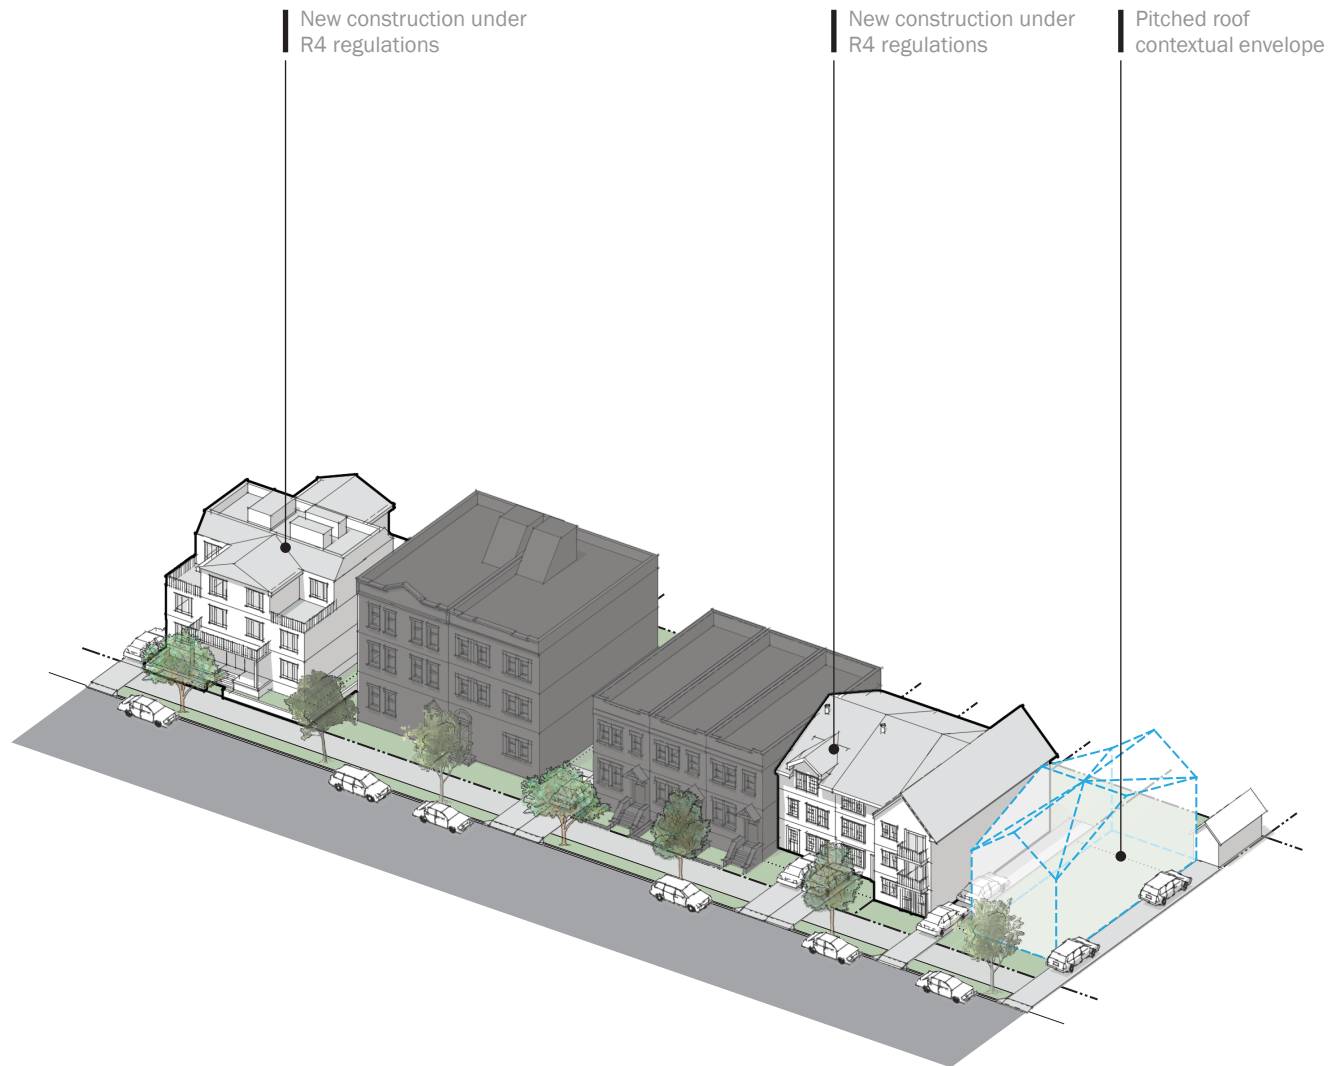 New construction under
R4 regulations
New construction under
R4 regulations
Pitched roof
contextual envelope